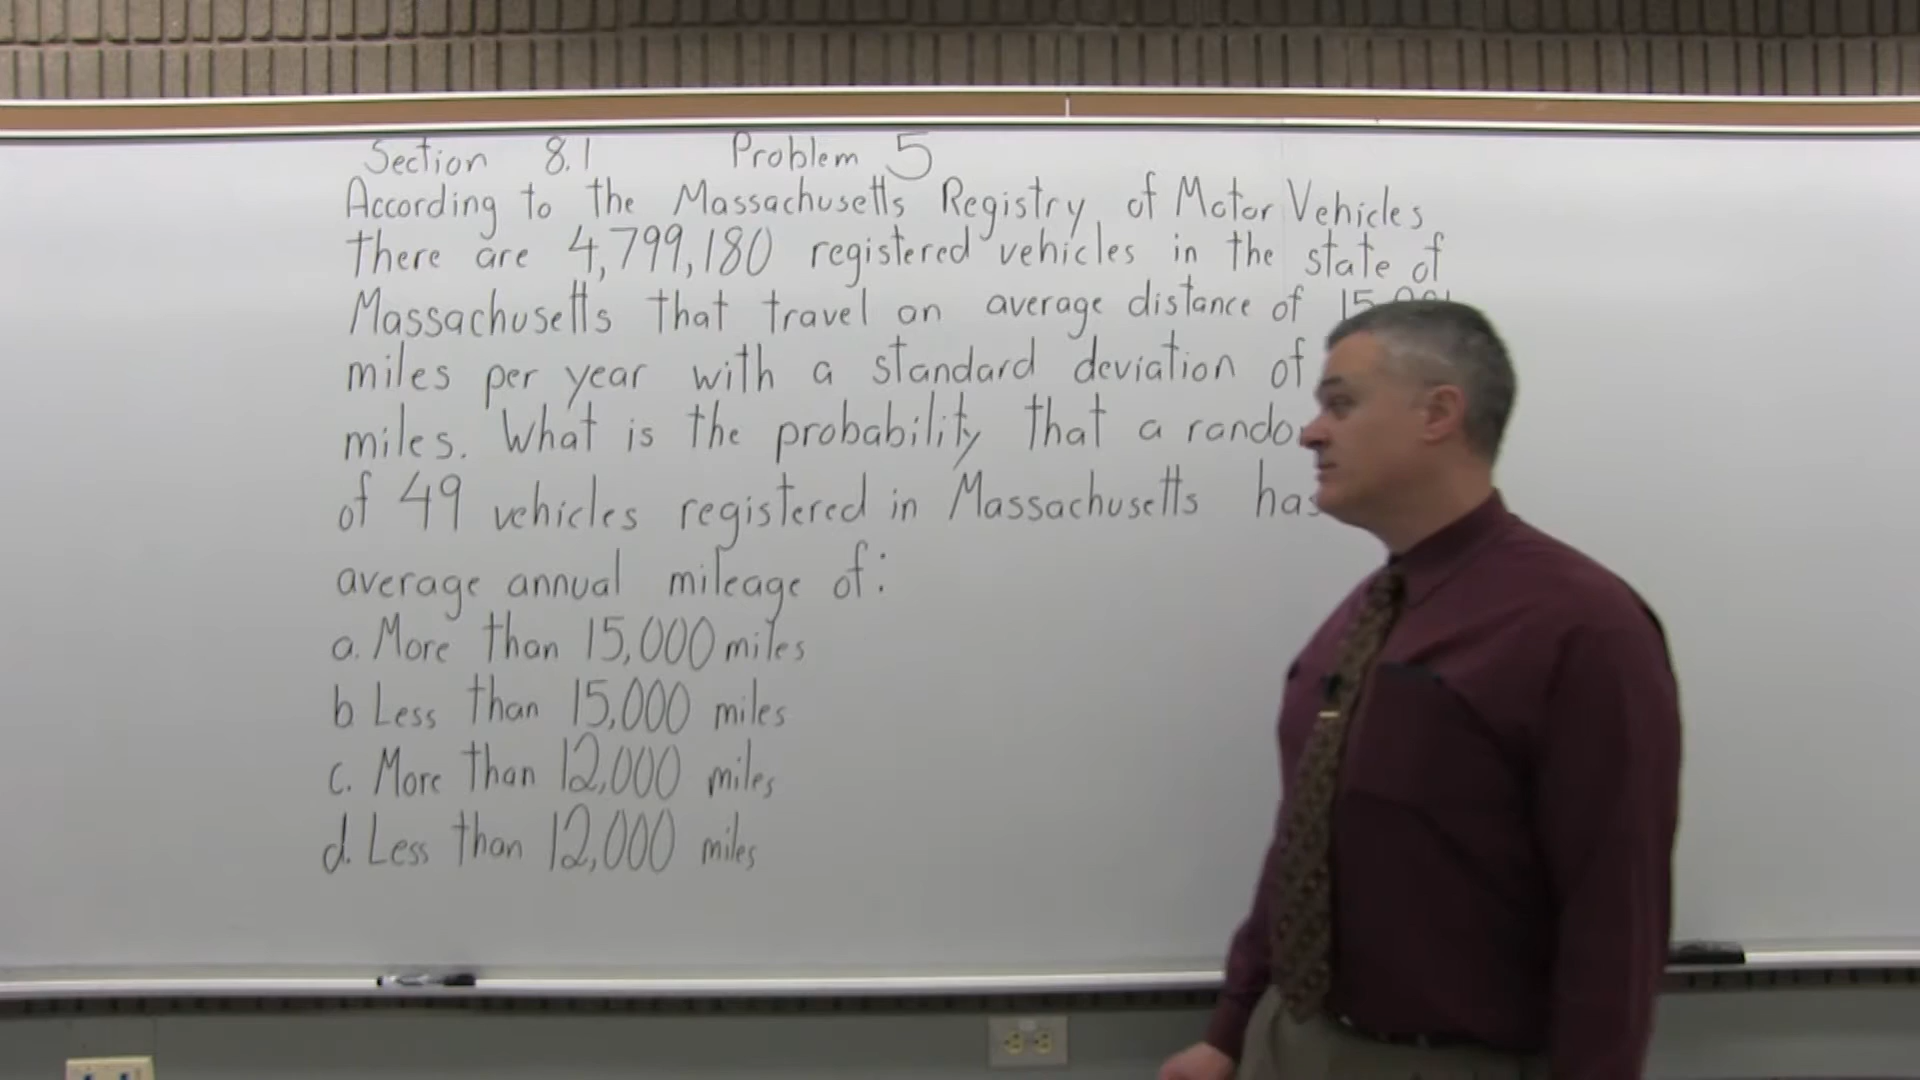 Section 8.1 Problem 5
According to the Massachusetts Registry of Motor Vehicles
there are 4,799,180 registered vehicles in the state of
Massachusetts that travel an average distance of
miles per year with a standard deviation of
miles. What is the probability that a
of 49 vehicles registered in Massachusetts has
average annual mileage of:
a. More than 15,000 miles
b Less than 15,000 miles
c. More than 12,000 miles
d. Less than 12,000 miles